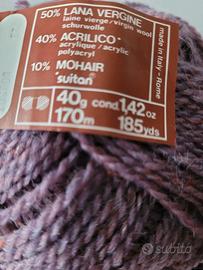 50% LANA VERGINE
laine vierge/virgin wool
schurwolle
40% ACRILICO
acrylique/acrylic
polyacryl
10% MOHAIR
"sultan"
40g cond 1,42 oz
170m 185yds
made in Italy - Rome
subito